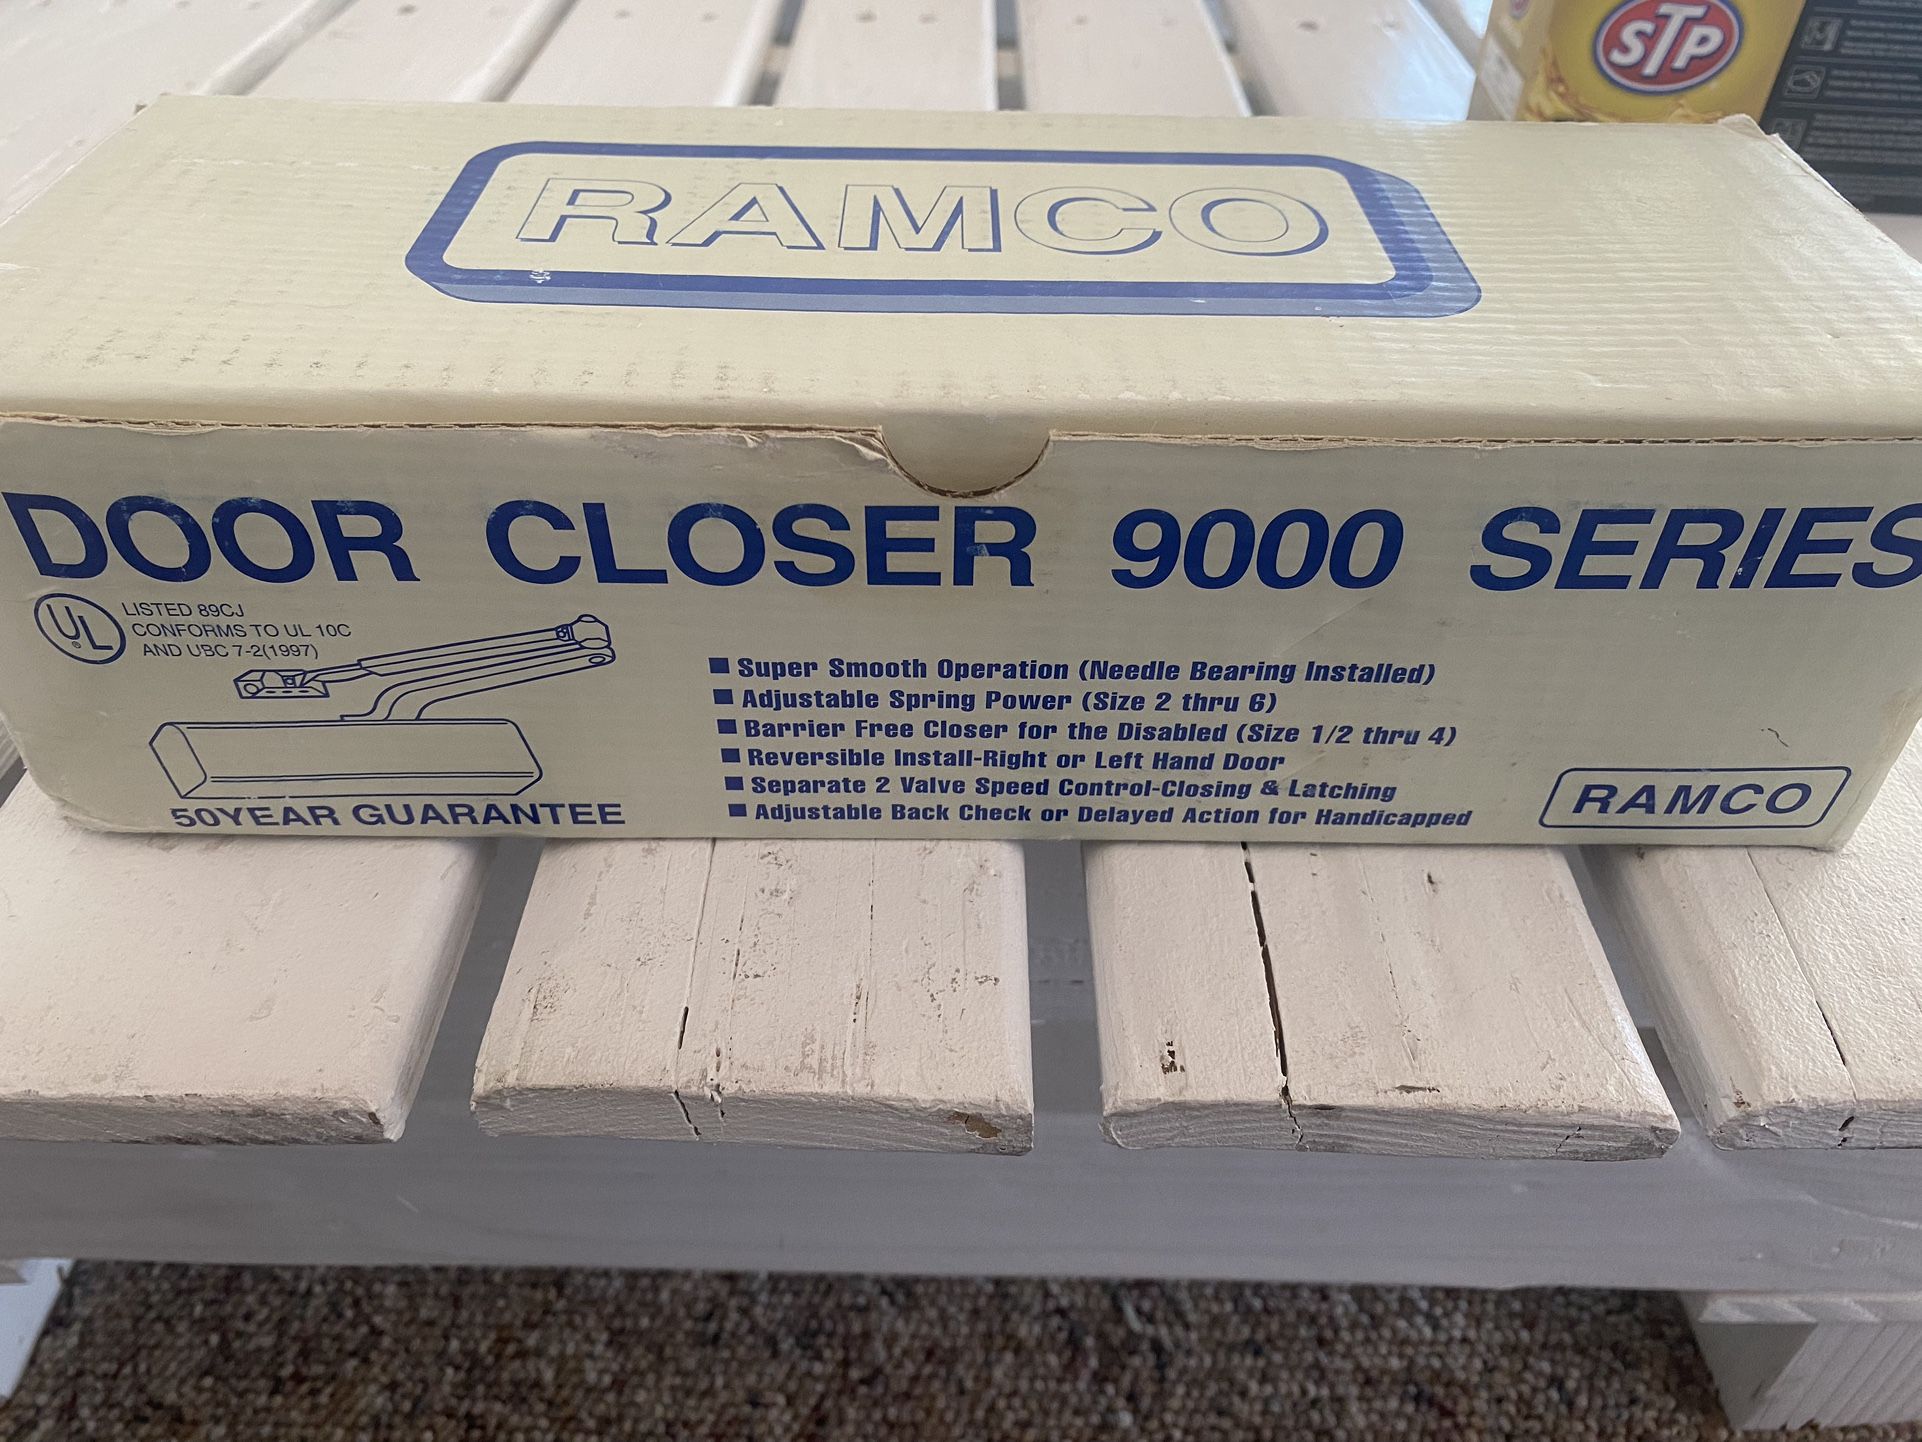 STP
RAMCO
DOOR CLOSER 9000 SERIES
UL
LISTED 89CJ
CONFORMS TO UL 10C
AND UBC 7-2(1997)
50YEAR GUARANTEE
■ Super Smooth Operation (Needle Bearing Installed)
■ Adjustable Spring Power (Size 2 thru 6)
■ Barrier Free Closer for the Disabled (Size 1/2 thru 4)
■ Reversible Install-Right or Left Hand Door
■ Separate 2 Valve Speed Control-Closing & Latching
■ Adjustable Back Check or Delayed Action for Handicapped
RAMCO